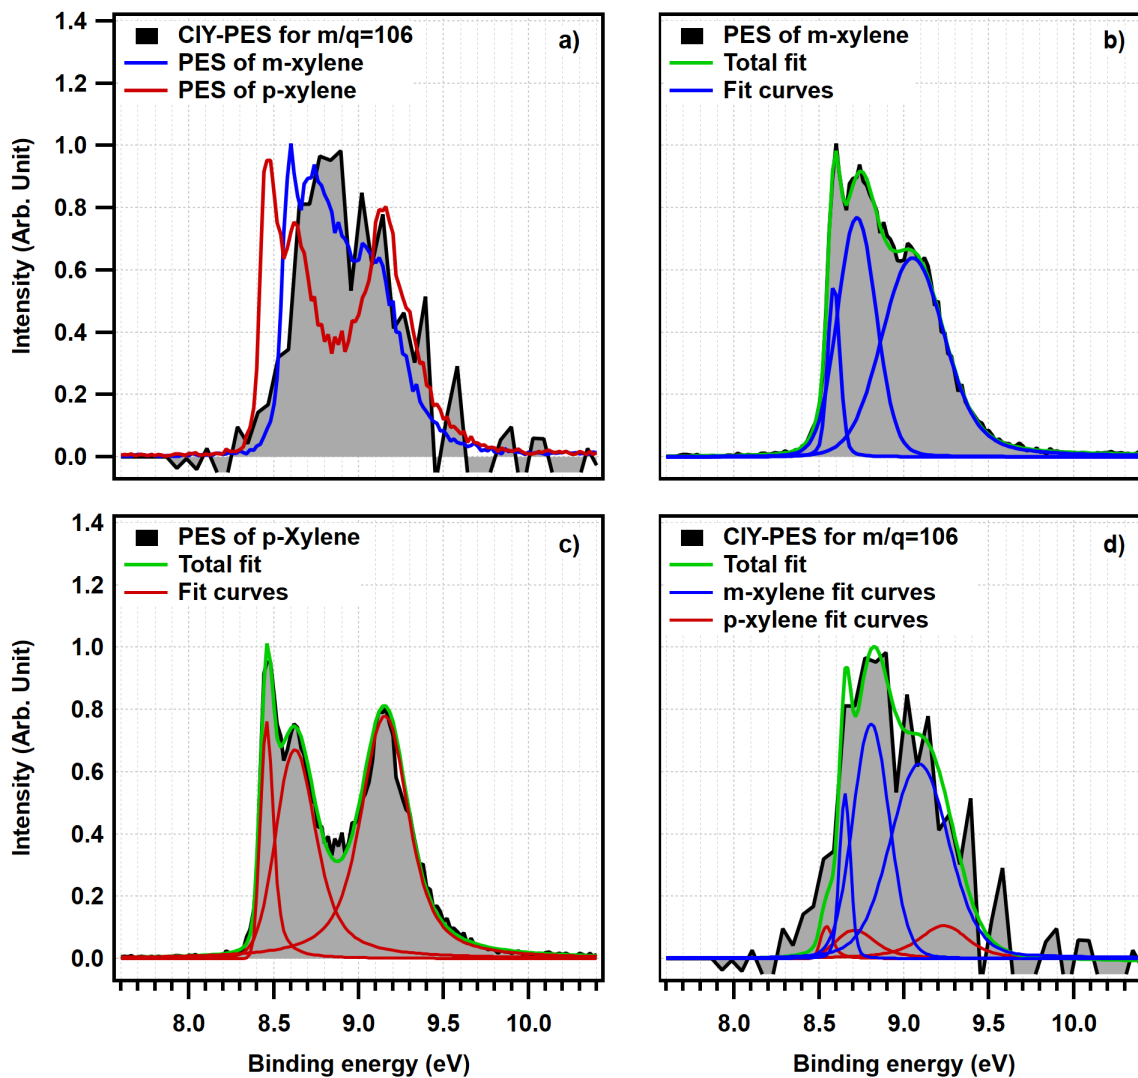 CIY-PES for m/q=106
PES of m-xylene
PES of p-xylene
a)
1.4
1.2
1.0
0.8
0.6
0.4
0.2
0.0
Intensity (Arb. Unit)
PES of m-xylene
Total fit
Fit curves
b)
PES of p-Xylene
Total fit
Fit curves
c)
1.4
1.2
1.0
0.8
0.6
0.4
0.2
0.0
Intensity (Arb. Unit)
8.0 8.5 9.0 9.5 10.0
Binding energy (eV)
CIY-PES for m/q=106
Total fit
m-xylene fit curves
p-xylene fit curves
d)
8.0 8.5 9.0 9.5 10.0
Binding energy (eV)